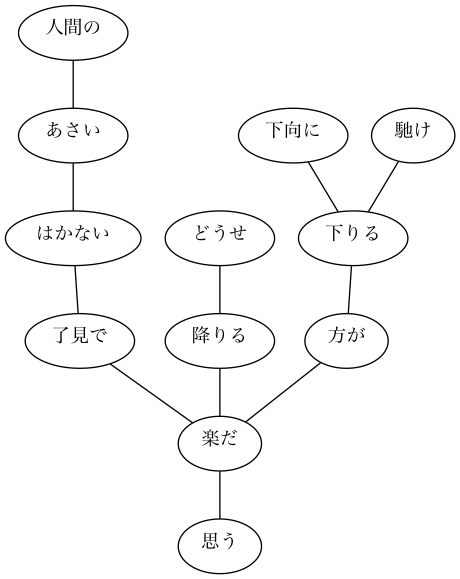 人間の
あさい
下向に
馳け
はかない
どうせ
下りる
了見で
降りる
方が
楽だ
思う